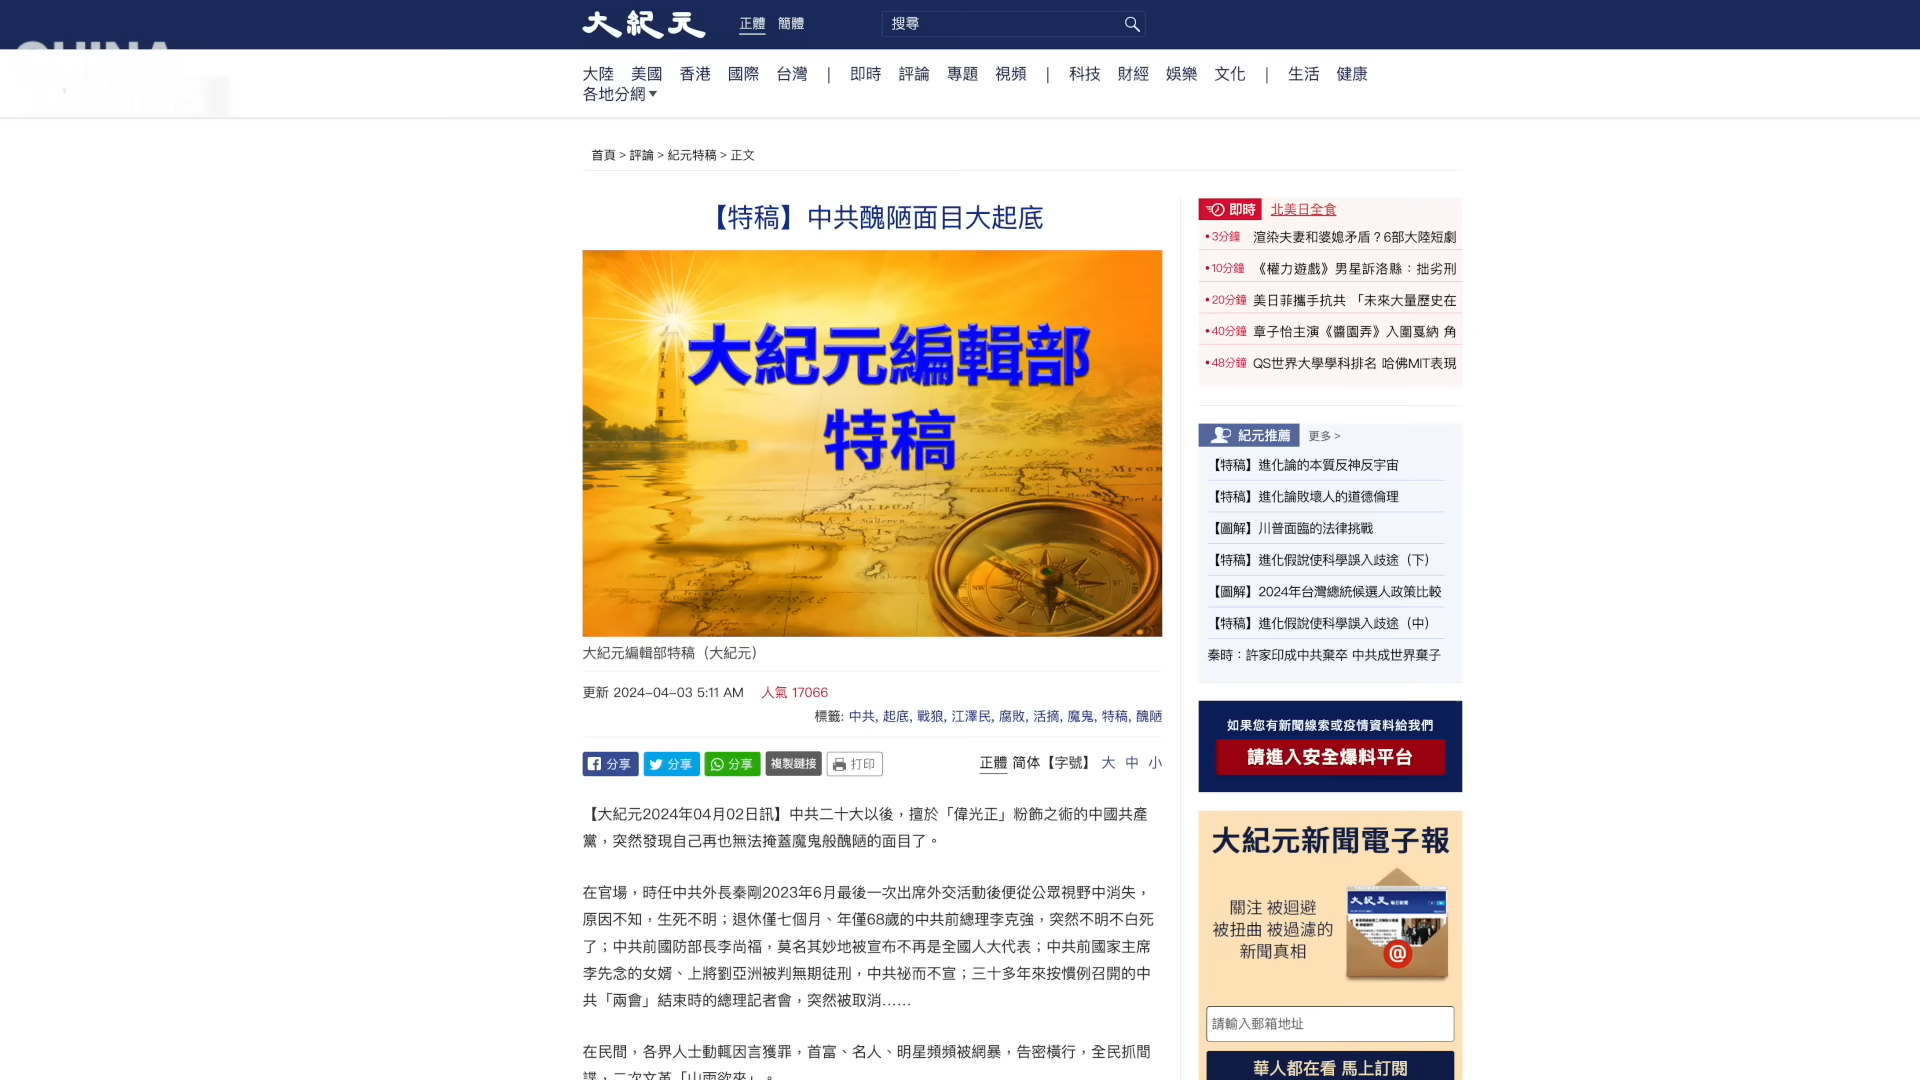 大紀元 正體 簡體 搜尋
大陸 美國 香港 國際 台灣 | 即時 評論 專題 視頻 | 科技 財經 娛樂 文化 | 生活 健康
各地分網▾
首頁 > 評論 > 紀元特稿 > 正文
【特稿】中共醜陋面目大起底
大紀元編輯部
特稿
大紀元編輯部特稿（大紀元）
更新 2024-04-03 5:11 AM 人氣 17066
標籤: 中共, 起底, 戰狼, 江澤民, 腐敗, 活摘, 魔鬼, 特稿, 醜陋
分享 分享 分享 複製鏈接 打印 正體 简体【字號】 大 中 小
【大紀元2024年04月02日訊】中共二十大以後，擅於「偉光正」粉飾之術的中國共產
黨，突然發現自己再也無法掩蓋魔鬼般醜陋的面目了。
在官場，時任中共外長秦剛2023年6月最後一次出席外交活動後便從公眾視野中消失，
原因不知，生死不明；退休僅七個月、年僅68歲的中共前總理李克強，突然不明不白死
了；中共前國防部長李尚福，莫名其妙地被宣布不再是全國人大代表；中共前國家主席
李先念的女婿、上將劉亞洲被判無期徒刑，中共祕而不宣；三十多年來按慣例召開的中
共「兩會」結束時的總理記者會，突然被取消……
在民間，各界人士動輒因言獲罪，首富、名人、明星頻頻被網暴，告密橫行，全民抓間
諜，二次文革「山雨欲來」。
即時 北美日全食
•3分鐘 渲染夫妻和婆媳矛盾？6部大陸短劇
•10分鐘 《權力遊戲》男星訴洛縣：拙劣刑
•20分鐘 美日菲攜手抗共 「未來大量歷史在
•40分鐘 章子怡主演《醬園弄》入圍戛納 角
•48分鐘 QS世界大學學科排名 哈佛MIT表現
紀元推薦 更多 >
【特稿】進化論的本質反神反宇宙
【特稿】進化論敗壞人的道德倫理
【圖解】川普面臨的法律挑戰
【特稿】進化假說使科學誤入歧途（下）
【圖解】2024年台灣總統候選人政策比較
【特稿】進化假說使科學誤入歧途（中）
秦時：許家印成中共棄卒 中共成世界棄子
如果您有新聞線索或疫情資料給我們
請進入安全爆料平台
大紀元新聞電子報
關注 被迴避
被扭曲 被過濾的
新聞真相
大紀元
@
請輸入郵箱地址
華人都在看 馬上訂閱